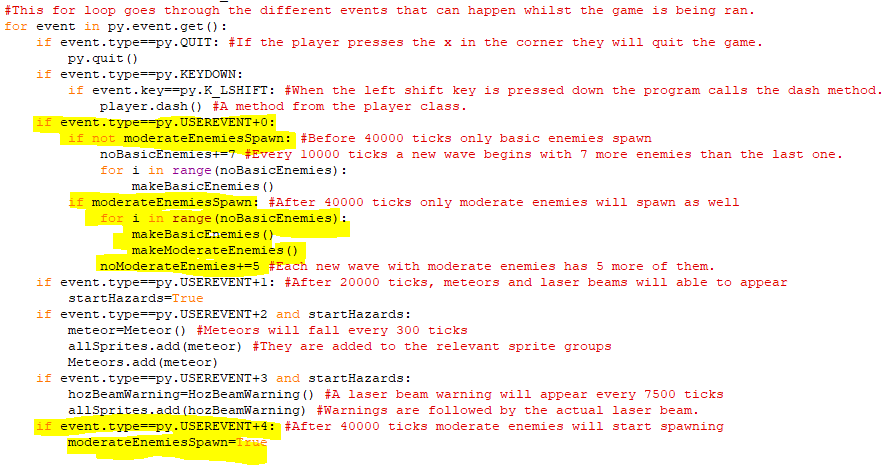 #This for loop goes through the different events that can happen whilst the game is being ran.
for event in py.event.get():
    if event.type==py.QUIT: #If the player presses the x in the corner they will quit the game.
        py.quit()
    if event.type==py.KEYDOWN:
        if event.key==py.K_LSHIFT: #When the left shift key is pressed down the program calls the dash method.
            player.dash() #A method from the player class.
    if event.type==py.USEREVENT+0:
        if not moderateEnemiesSpawn: #Before 40000 ticks only basic enemies spawn
            noBasicEnemies+=7 #Every 10000 ticks a new wave begins with 7 more enemies than the last one.
            for i in range(noBasicEnemies):
                makeBasicEnemies()
        if moderateEnemiesSpawn: #After 40000 ticks only moderate enemies will spawn as well
            for i in range(noBasicEnemies):
                makeBasicEnemies()
                makeModerateEnemies()
            noModerateEnemies+=5 #Each new wave with moderate enemies has 5 more of them.
    if event.type==py.USEREVENT+1: #After 20000 ticks, meteors and laser beams will able to appear
        startHazards=True
    if event.type==py.USEREVENT+2 and startHazards:
        meteor=Meteor() #Meteors will fall every 300 ticks
        allSprites.add(meteor) #They are added to the relevant sprite groups
        Meteors.add(meteor)
    if event.type==py.USEREVENT+3 and startHazards:
        hozBeamWarning=HozBeamWarning() #A laser beam warning will appear every 7500 ticks
        allSprites.add(hozBeamWarning) #Warnings are followed by the actual laser beam.
    if event.type==py.USEREVENT+4: #After 40000 ticks moderate enemies will start spawning
        moderateEnemiesSpawn=True